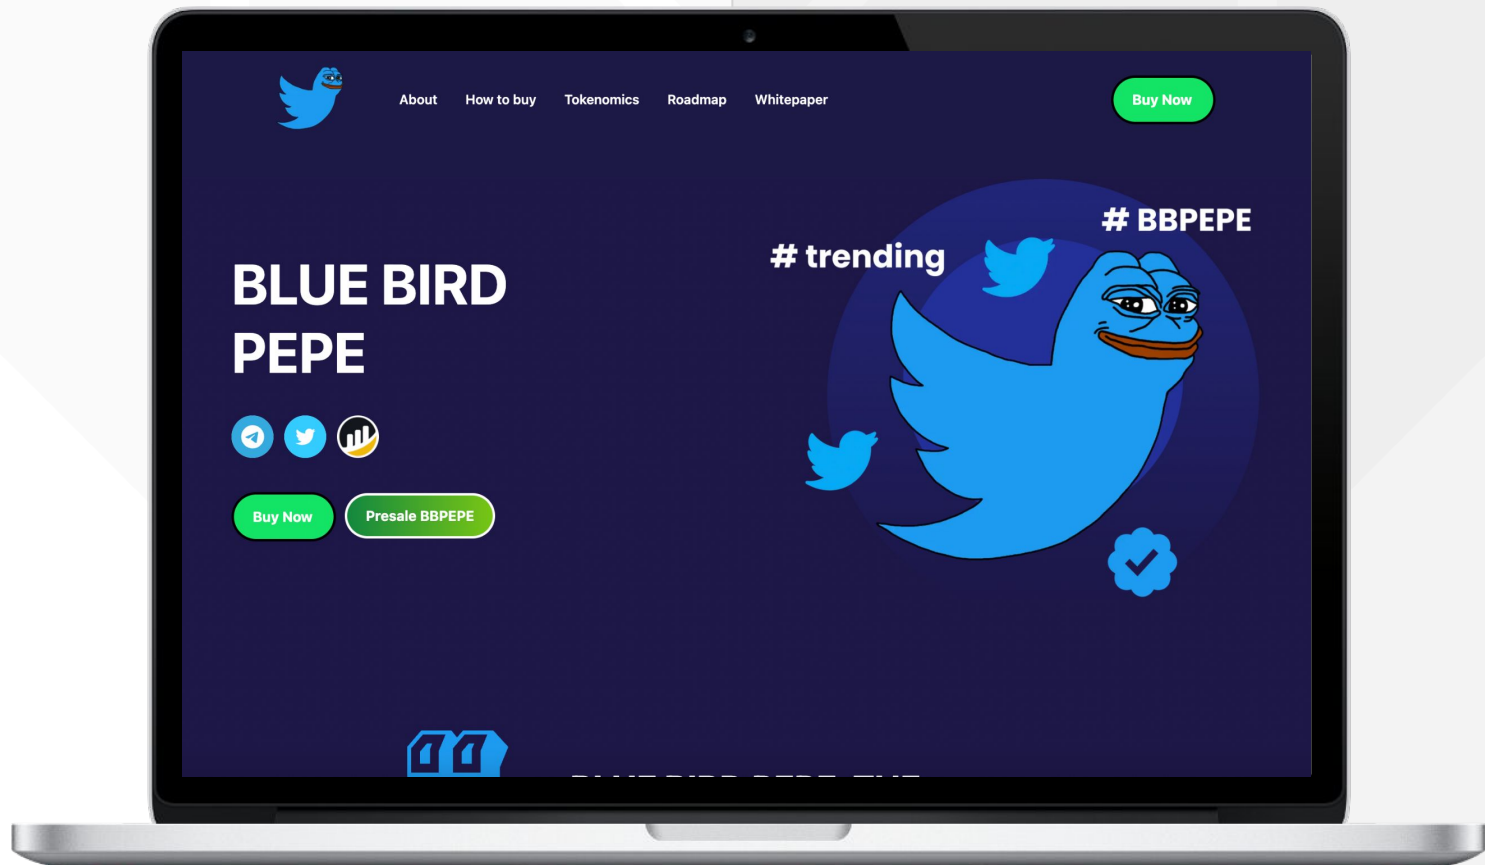 About How to buy Tokenomics Roadmap Whitepaper Buy Now
# BBPEPE
# trending
BLUE BIRD
PEPE
Buy Now Presale BBPEPE